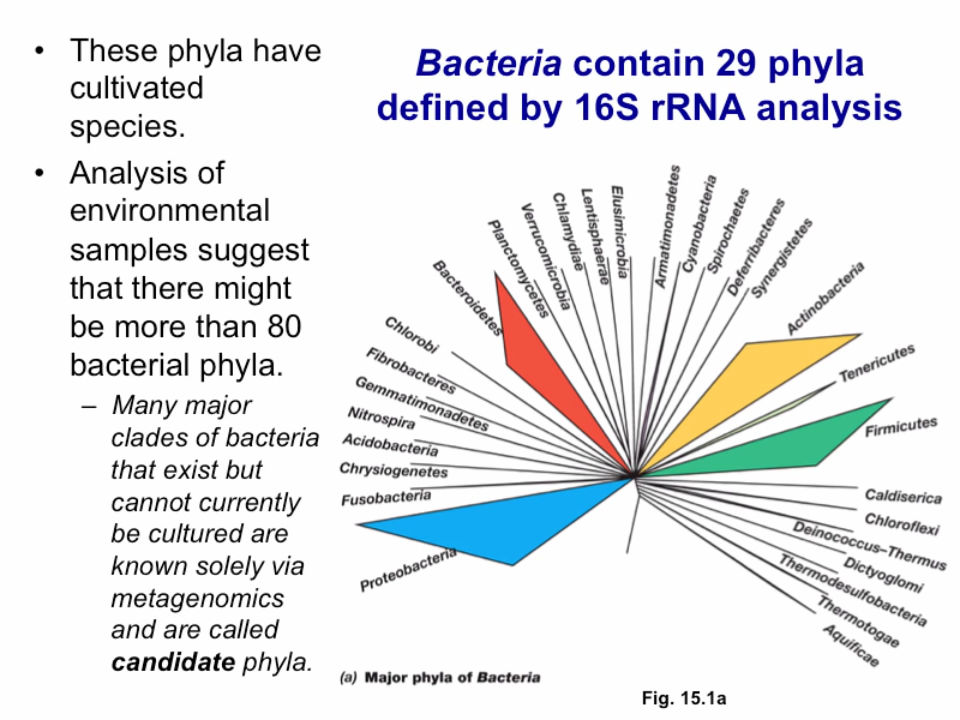 • These phyla have
cultivated
species.
• Analysis of
environmental
samples suggest
that there might
be more than 80
bacterial phyla.
– Many major
clades of bacteria
that exist but
cannot currently
be cultured are
known solely via
metagenomics
and are called
candidate phyla.
Bacteria contain 29 phyla
defined by 16S rRNA analysis
Proteobacteria
Fusobacteria
Chrysiogenetes
Acidobacteria
Nitrospira
Gemmatimonadetes
Fibrobacteres
Chlorobi
Bacteroidetes
Planctomycetes
Verrucomicrobia
Chlamydiae
Lentisphaerae
Elusimicrobia
Armatimonadetes
Cyanobacteria
Spirochaetes
Deferribacteres
Synergistetes
Actinobacteria
Tenericutes
Firmicutes
Caldiserica
Chloroflexi
Deinococcus–Thermus
Dictyoglomi
Thermodesulfobacteria
Thermotogae
Aquificae
(a) Major phyla of Bacteria
Fig. 15.1a